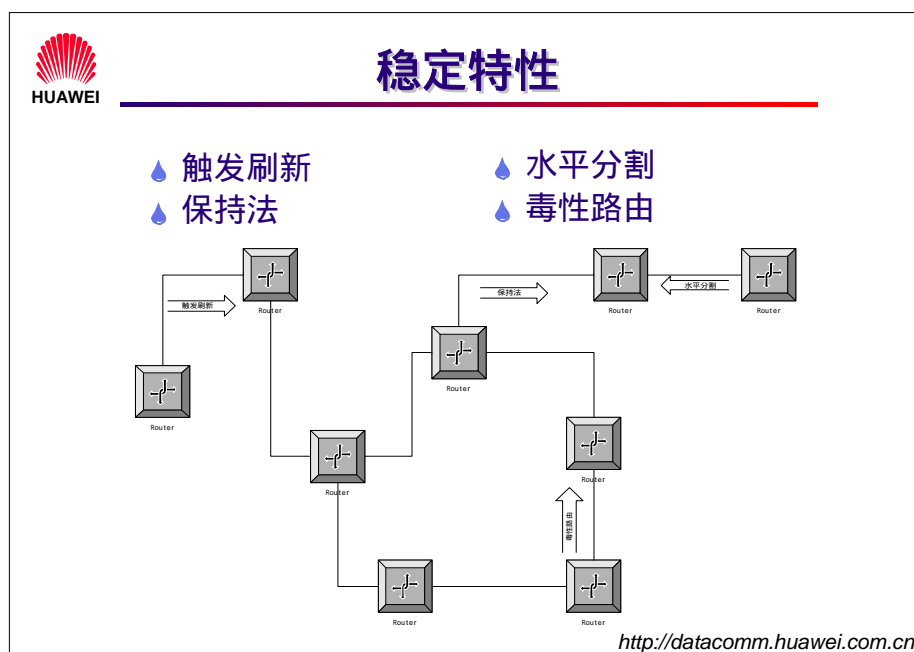 HUAWEI
稳定特性
触发刷新
水平分割
保持法
毒性路由
保持法
水平分割
触发刷新
Router
Router
Router
Router
Router
Router
Router
毒性路由
Router
Router
http://datacomm.huawei.com.cn